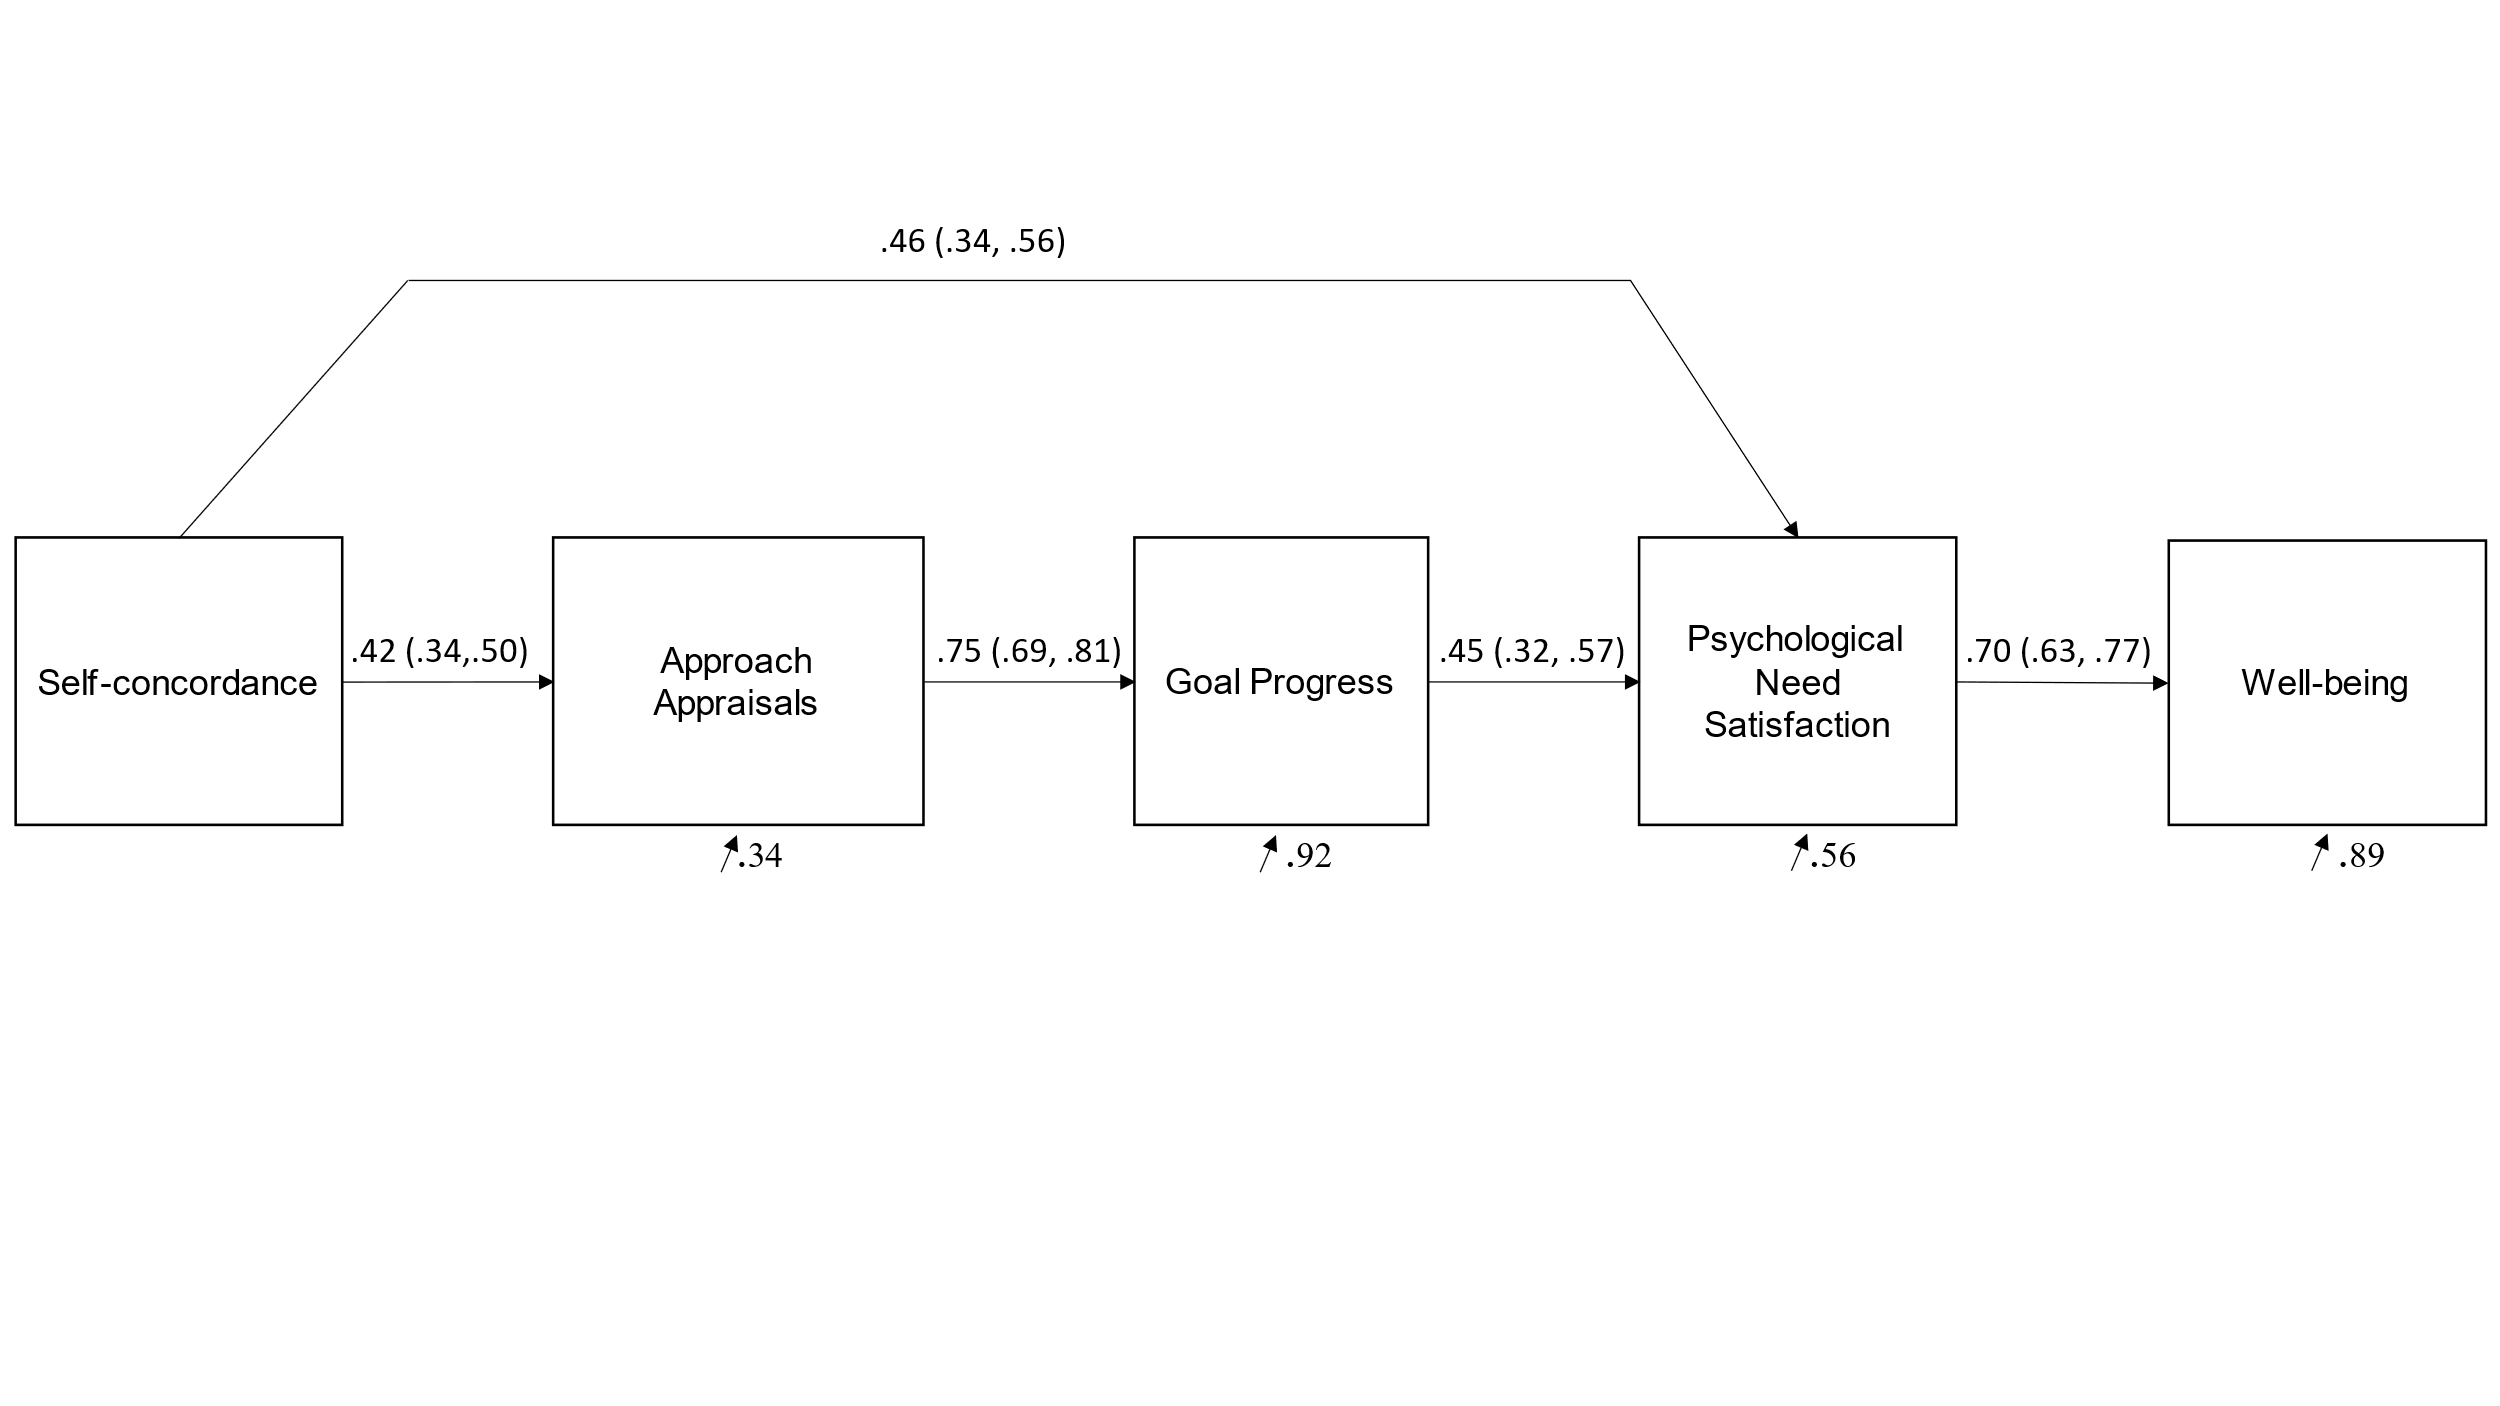 .46 (.34, .56)
Self-concordance
.42 (.34,.50)
Approach
Appraisals
.75 (.69, .81)
Goal Progress
.45 (.32, .57)
Psychological
Need
Satisfaction
.70 (.63, .77)
Well-being
.34
.92
.56
.89